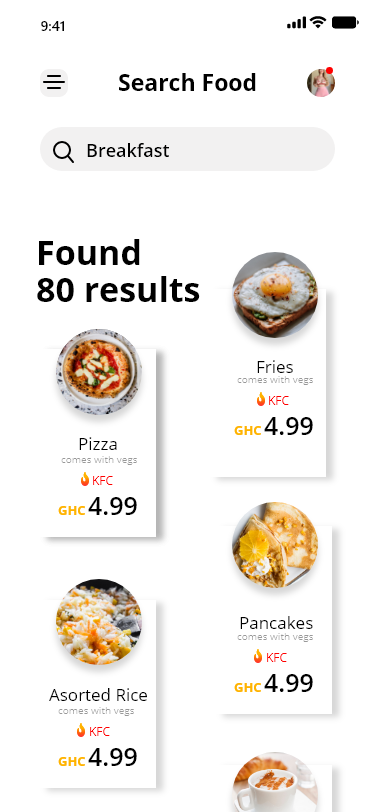 9:41
Search Food
Breakfast
Found
80 results
Fries
comes with vegs
KFC
GHC 4.99
Pizza
comes with vegs
KFC
GHC 4.99
Pancakes
comes with vegs
KFC
GHC 4.99
Asorted Rice
comes with vegs
KFC
GHC 4.99